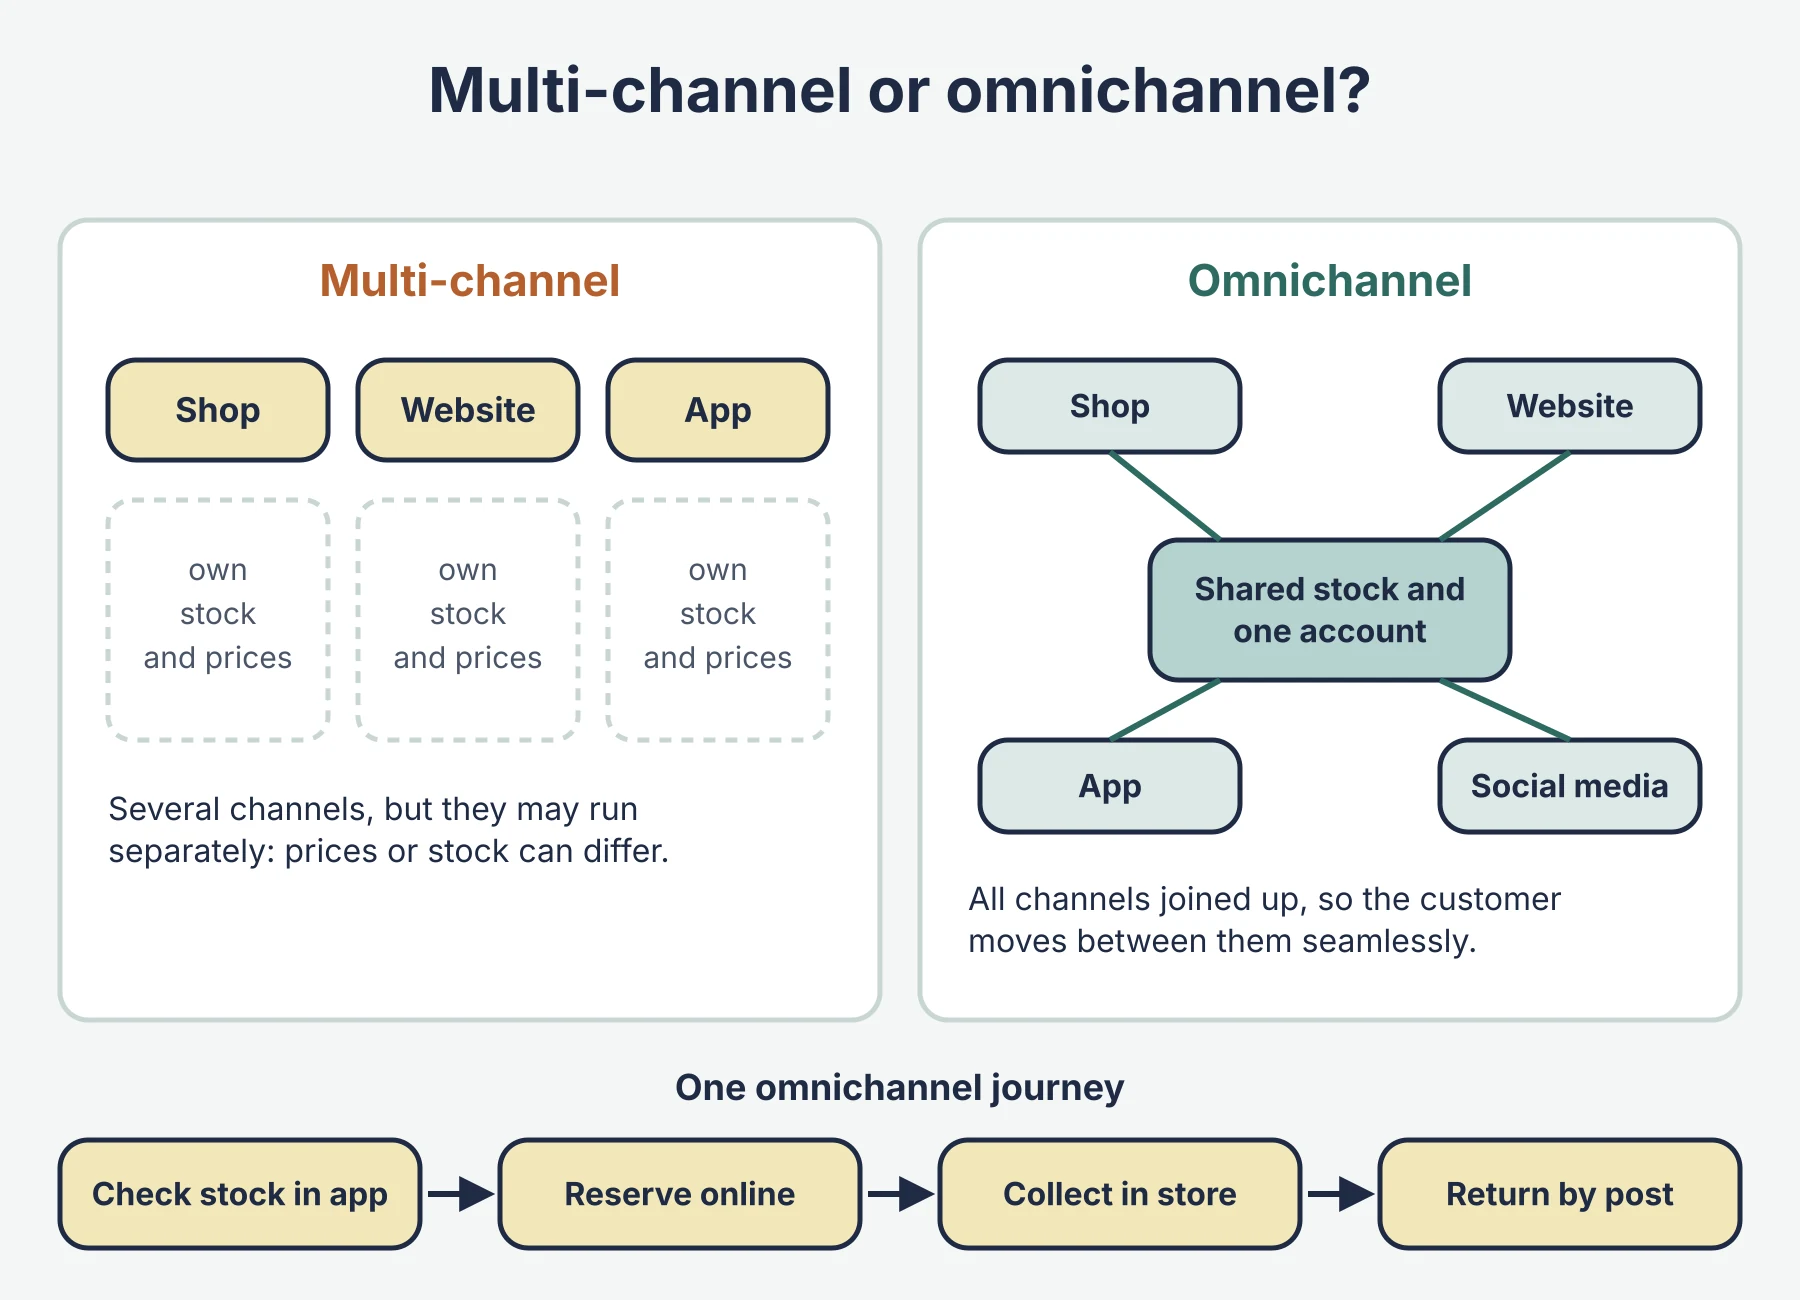 Multi-channel or omnichannel?
Multi-channel
Shop
Website
App
own
stock
and prices
own
stock
and prices
own
stock
and prices
Several channels, but they may run
separately: prices or stock can differ.
Omnichannel
Shop
Website
Shared stock and
one account
App
Social media
All channels joined up, so the customer
moves between them seamlessly.
One omnichannel journey
Check stock in app
Reserve online
Collect in store
Return by post